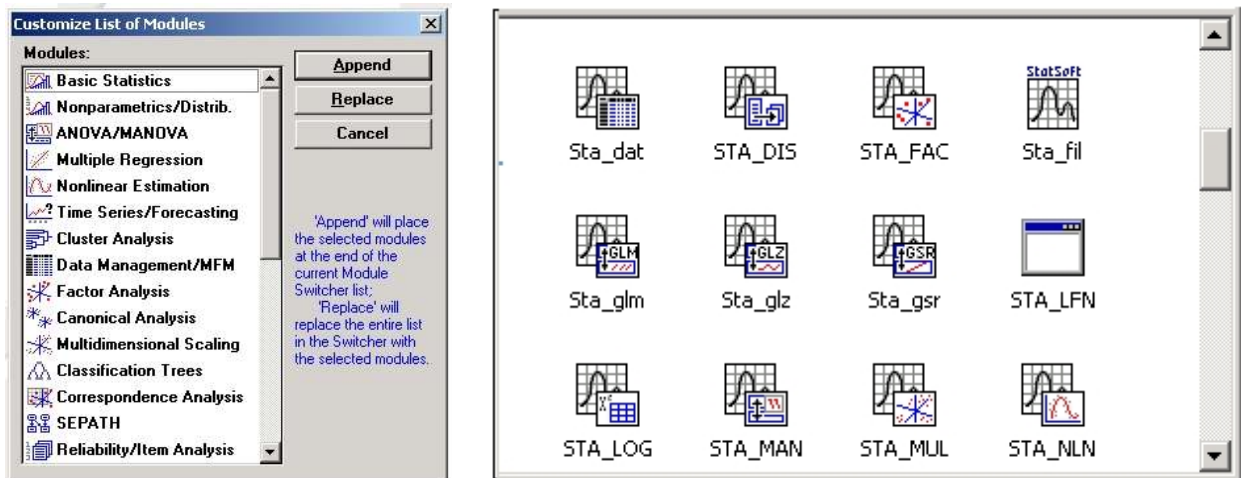 Customize List of Modules
Modules:
Basic Statistics
Nonparametrics/Distrib.
ANOVA/MANOVA
Multiple Regression
Nonlinear Estimation
Time Series/Forecasting
Cluster Analysis
Data Management/MFM
Factor Analysis
Canonical Analysis
Multidimensional Scaling
Classification Trees
Correspondence Analysis
SEPATH
Reliability/Item Analysis
Append
Replace
Cancel
'Append' will place
the selected modules
at the end of the
current Module
Switcher list;
'Replace' will
replace the entire list
in the Switcher with
the selected modules.
StatSoft
Sta_dat STA_DIS STA_FAC Sta_fil
GLM GLZ GSR
Sta_glm Sta_glz Sta_gsr STA_LFN
STA_LOG STA_MAN STA_MUL STA_NLN